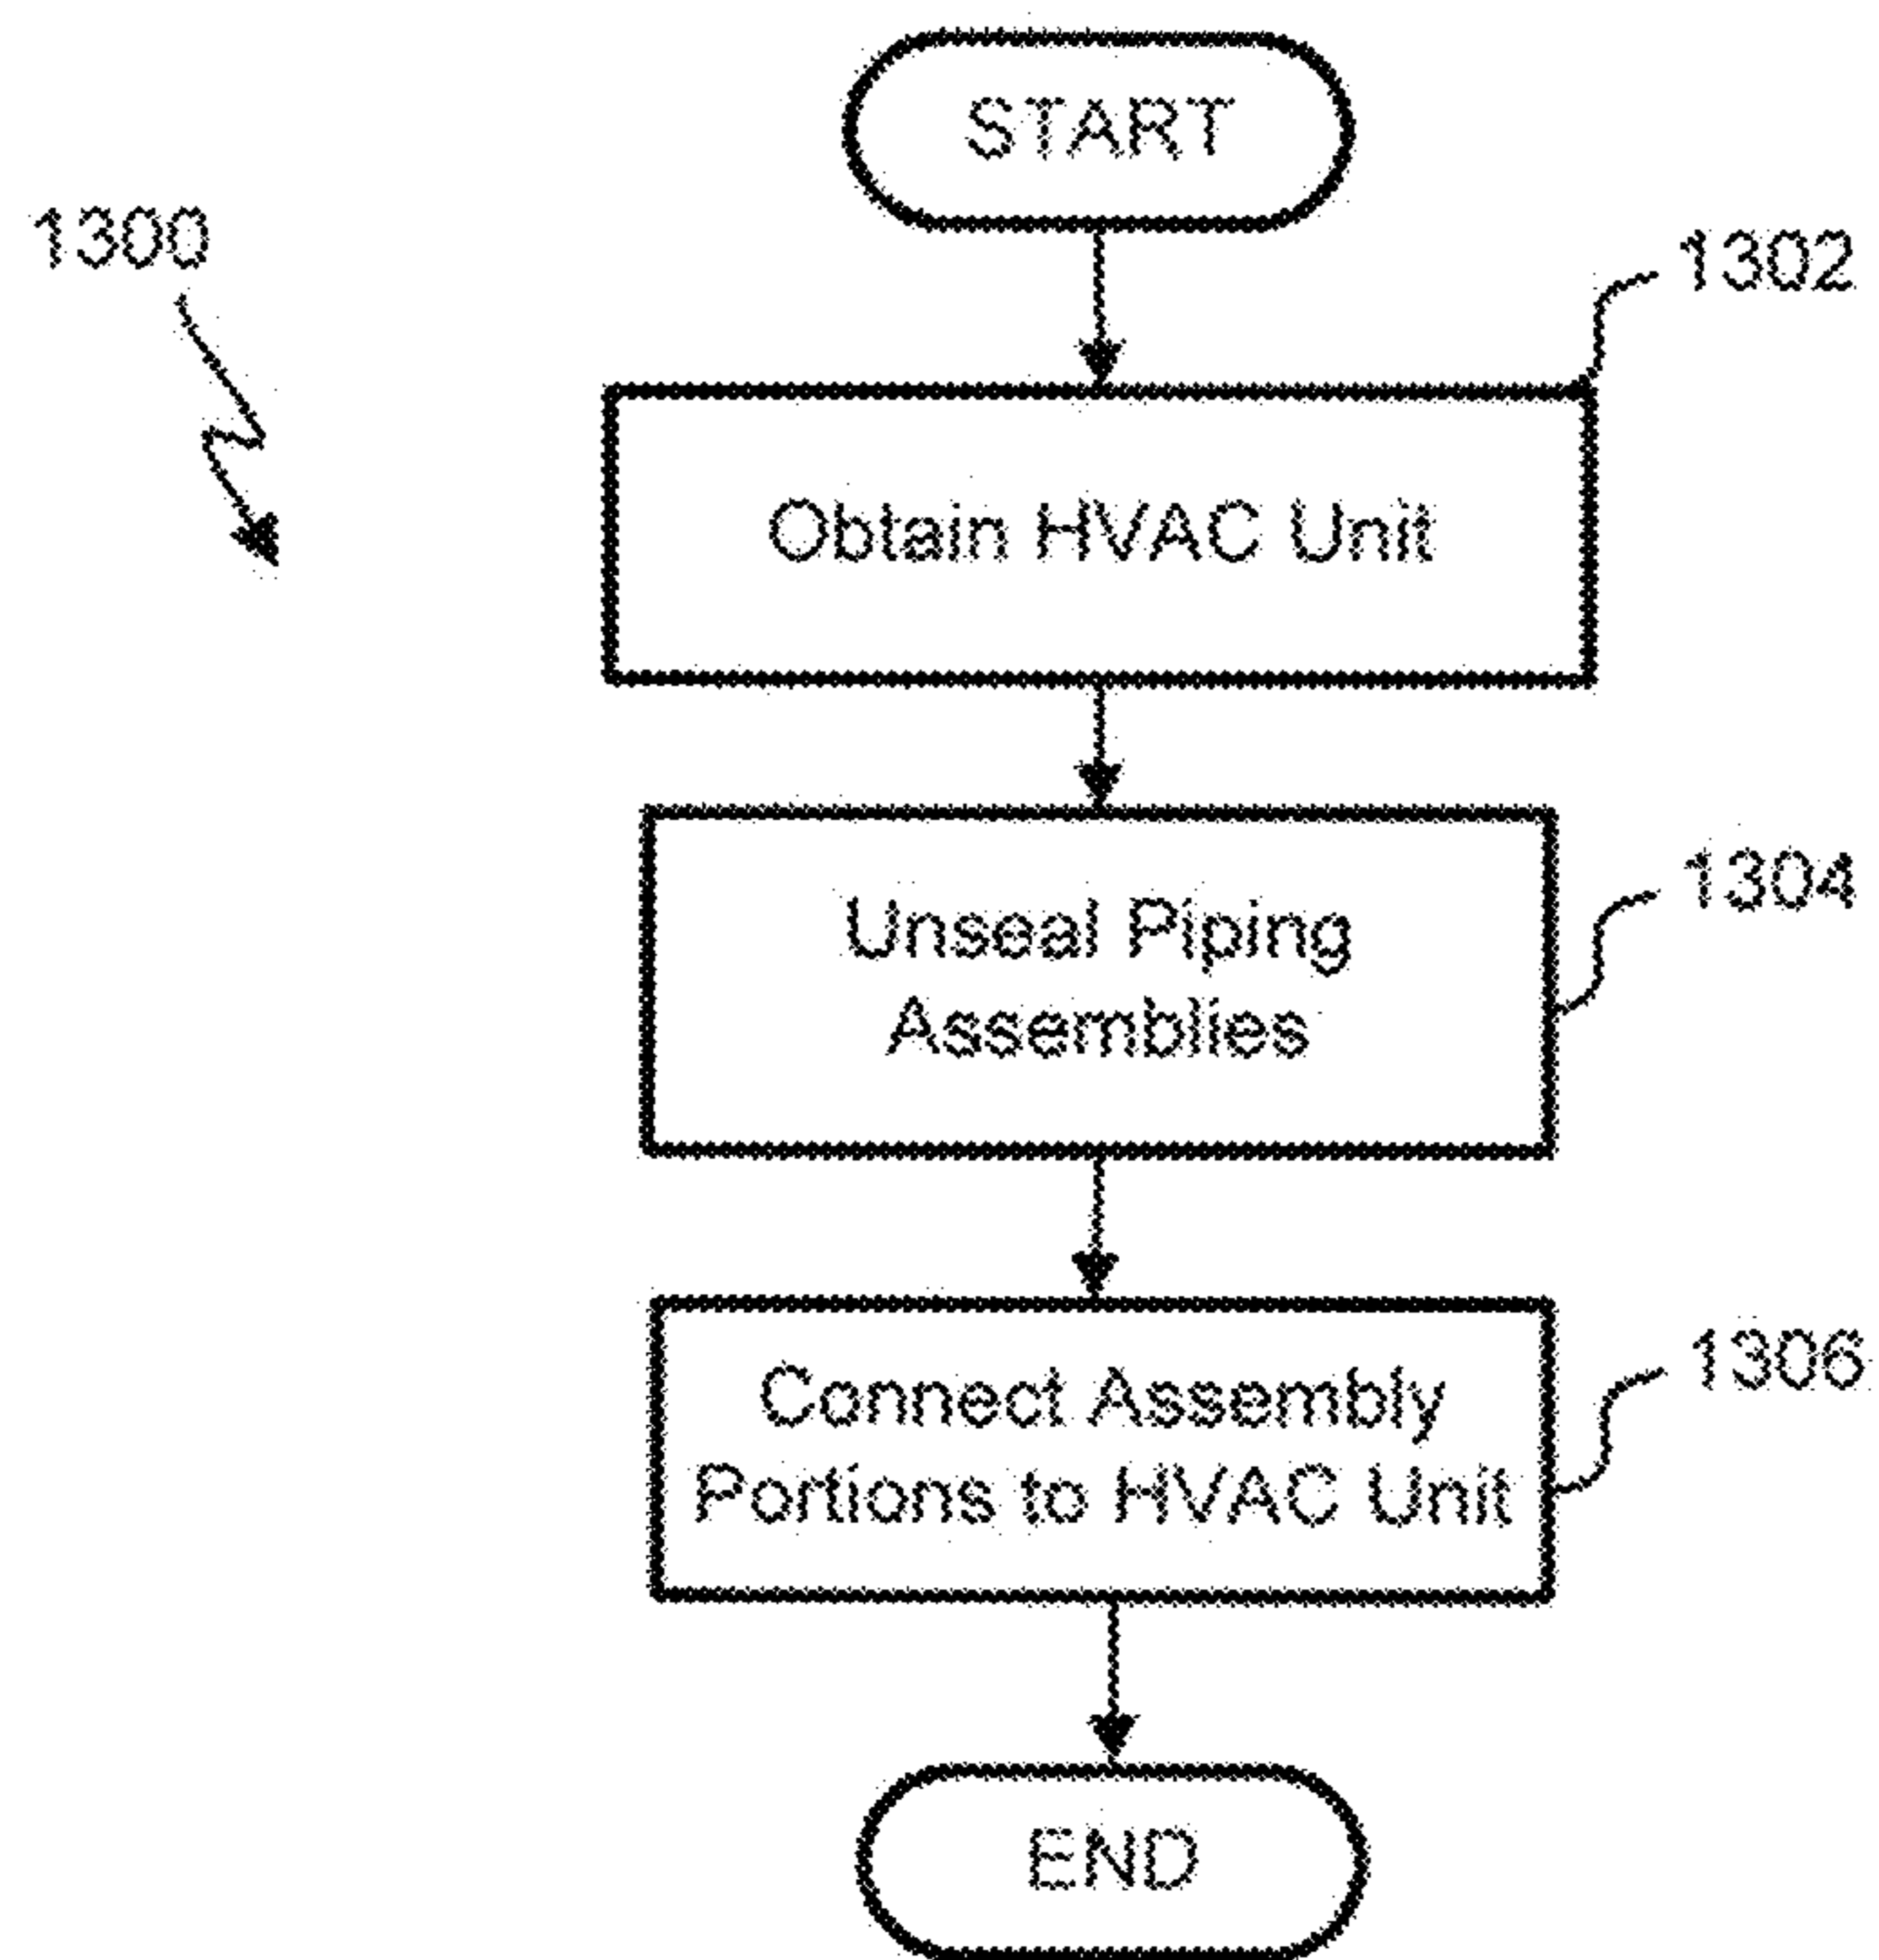 START
1300
1302
Obtain HVAC Unit
Unseal Piping
Assemblies
1304
Connect Assembly
Portions to HVAC Unit
1306
END